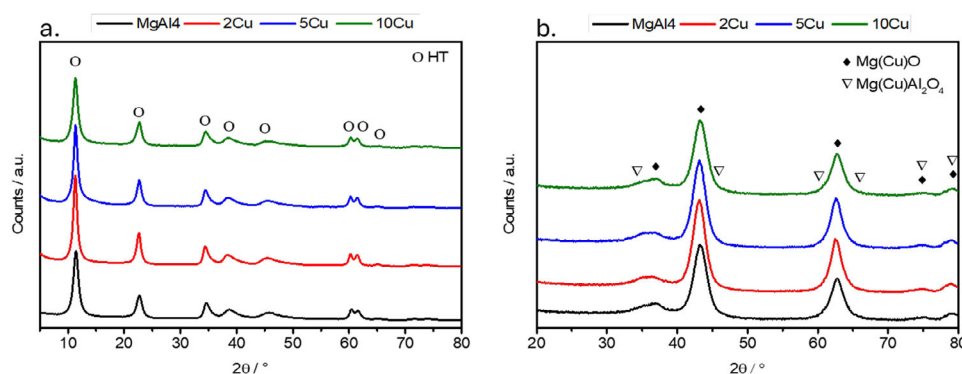 a.
MgAl4 2Cu 5Cu 10Cu
O HT
O O O O O O O O
Counts / a.u.
10 20 30 40 50 60 70 80
2θ / °
b.
MgAl4 2Cu 5Cu 10Cu
◆ Mg(Cu)O
▽ Mg(Cu)Al₂O₄
Counts / a.u.
20 30 40 50 60 70 80
2θ / °